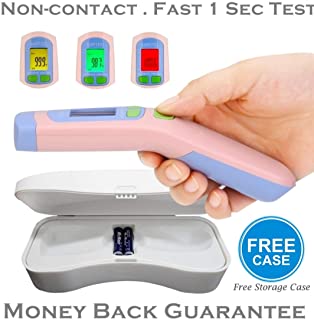 Non-contact . Fast 1 Sec Test
FREE
CASE
Free Storage Case
Money Back Guarantee